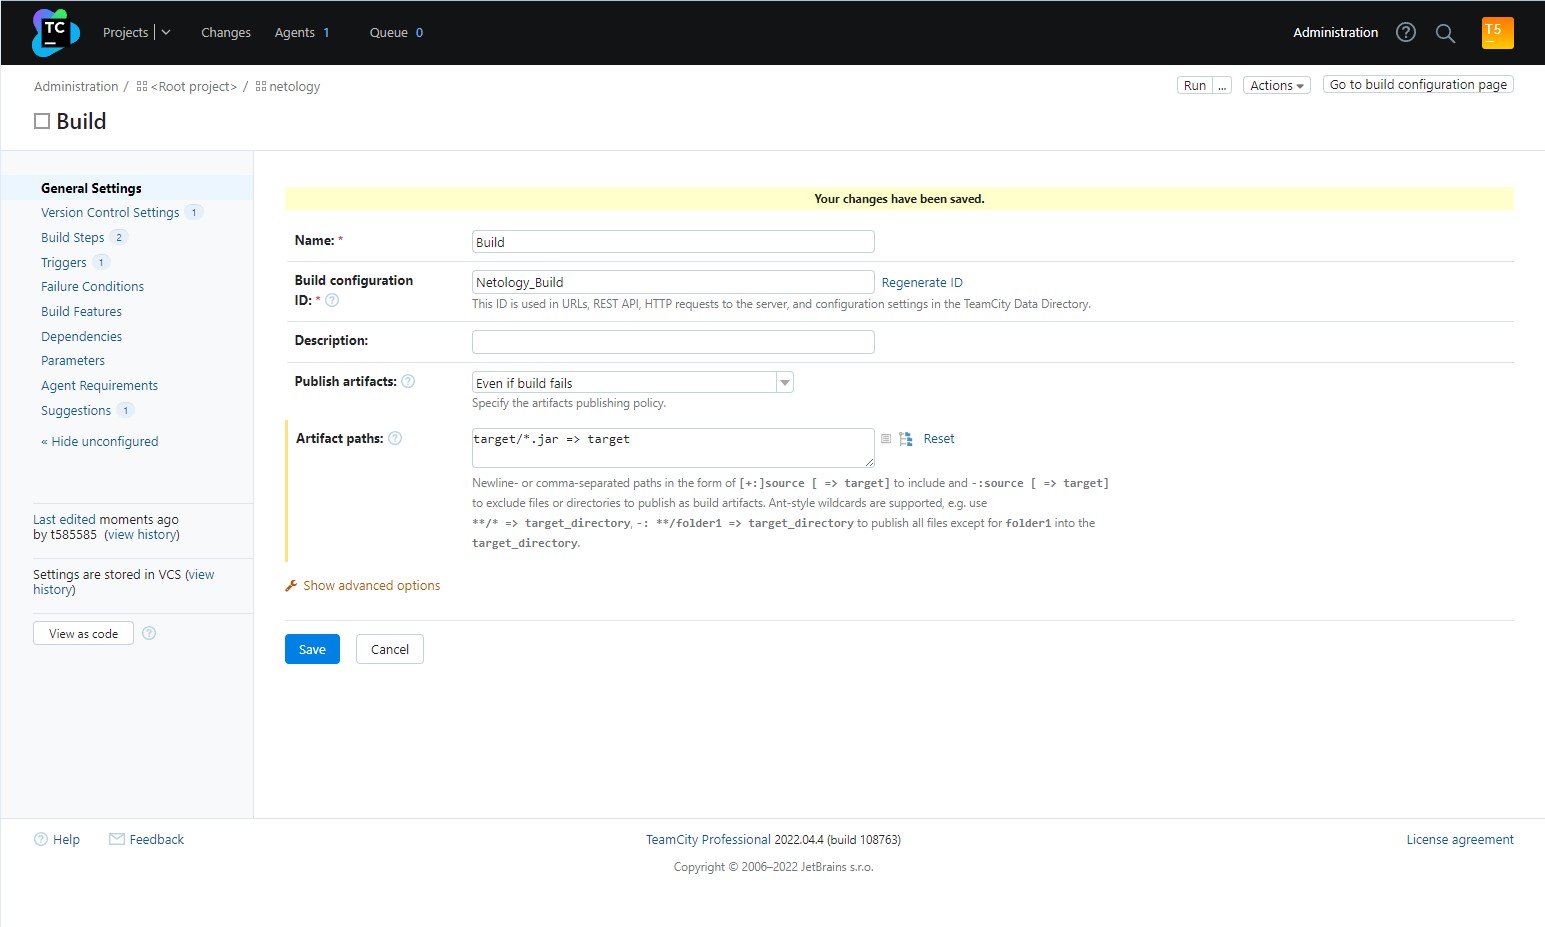 TC
Projects
Changes
Agents 1
Queue 0
Administration
T5
Administration / <Root project> / netology
Run ...
Actions
Go to build configuration page
Build
General Settings
Version Control Settings 1
Build Steps 2
Triggers 1
Failure Conditions
Build Features
Dependencies
Parameters
Agent Requirements
Suggestions 1
« Hide unconfigured
Last edited moments ago
by t585585 (view history)
Settings are stored in VCS (view
history)
View as code ?
Your changes have been saved.
Name: * Build
Build configuration
ID: * ?
Netology_Build Regenerate ID
This ID is used in URLs, REST API, HTTP requests to the server, and configuration settings in the TeamCity Data Directory.
Description:
Publish artifacts: ? Even if build fails
Specify the artifacts publishing policy.
Artifact paths: ? target/*.jar => target Reset
Newline- or comma-separated paths in the form of [+:]source [ => target] to include and -:source [ => target]
to exclude files or directories to publish as build artifacts. Ant-style wildcards are supported, e.g. use
**/* => target_directory, -: **/folder1 => target_directory to publish all files except for folder1 into the
target_directory.
Show advanced options
Save Cancel
? Help Feedback
TeamCity Professional 2022.04.4 (build 108763)
License agreement
Copyright © 2006–2022 JetBrains s.r.o.